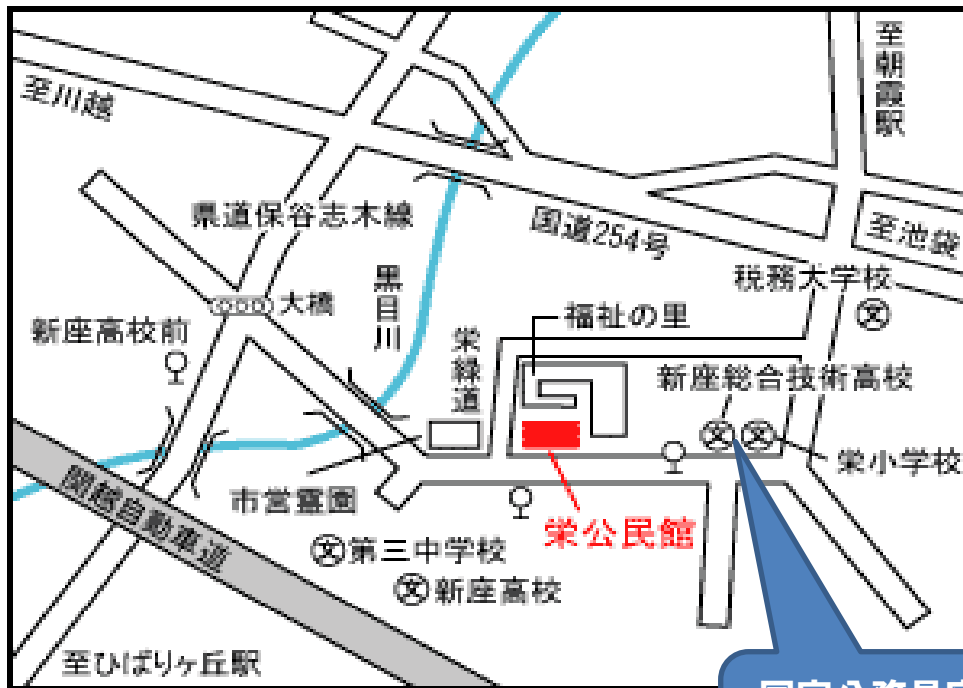 至川越
至朝霞駅
県道保谷志木線
国道254号
至池袋
税務大学校
大橋
黒目川
福祉の里
新座高校前
栄緑道
新座総合技術高校
栄小学校
市営霊園
栄公民館
関越自動車道
第三中学校
新座高校
至ひばりヶ丘駅